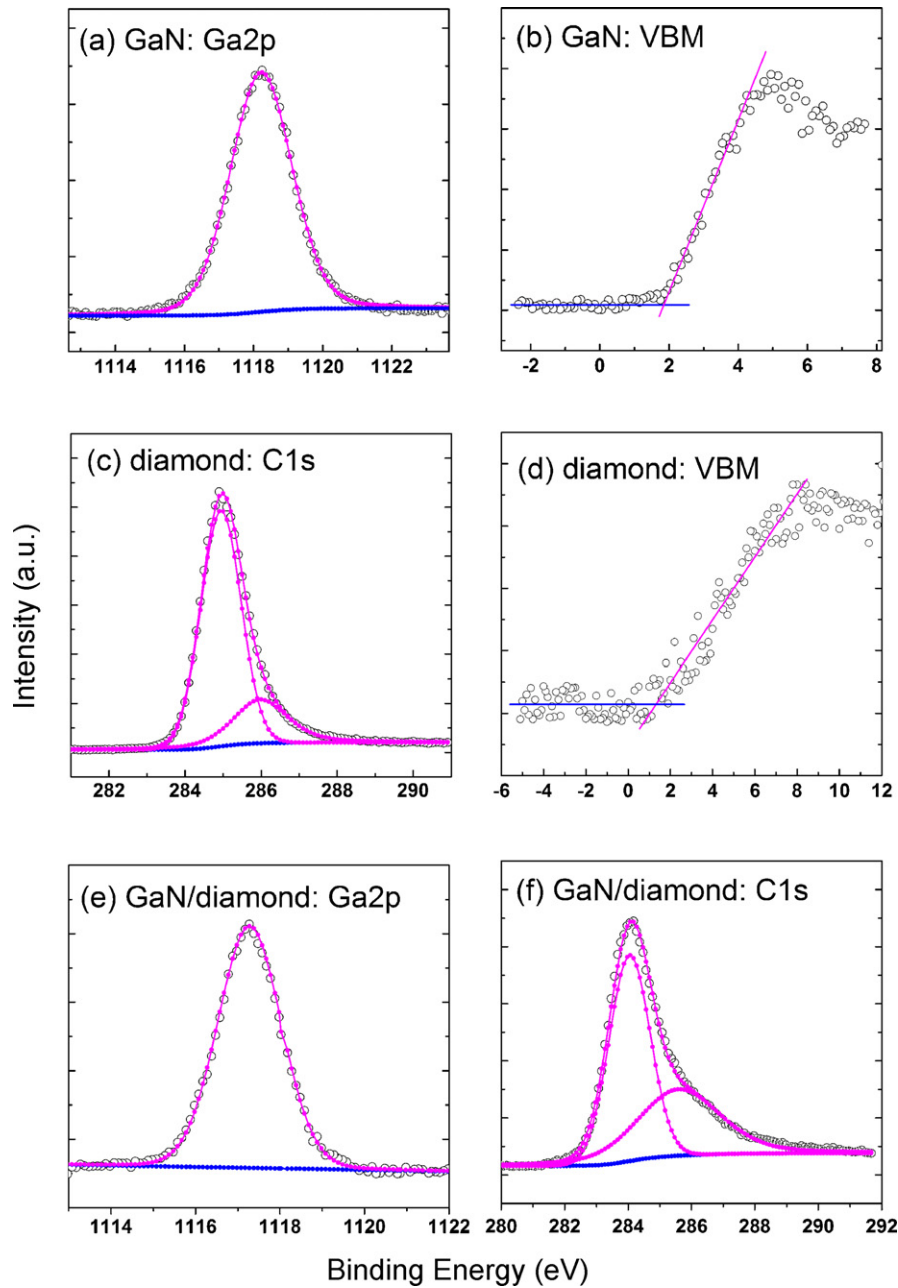 (a) GaN: Ga2p
1114 1116 1118 1120 1122
(b) GaN: VBM
-2 0 2 4 6 8
(c) diamond: C1s
282 284 286 288 290
(d) diamond: VBM
-6 -4 -2 0 2 4 6 8 10 12
Intensity (a.u.)
(e) GaN/diamond: Ga2p
1114 1116 1118 1120 1122
(f) GaN/diamond: C1s
280 282 284 286 288 290 292
Binding Energy (eV)